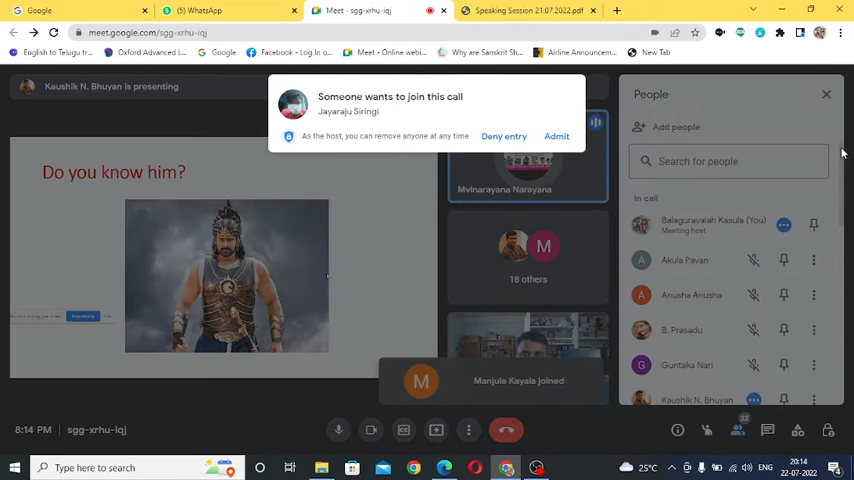 Google
(5) WhatsApp
Meet - sgg-xrhu-iqj
Speaking Session 21.07.2022.pdf
meet.google.com/sgg-xrhu-iqj
English to Telugu tr...
Oxford Advanced L...
Google
Facebook - Log In o...
Meet - Online webi...
Why are Sanskrit Sh...
Airline Announcem...
New Tab
Kaushik N. Bhuyan is presenting
Someone wants to join this call
Jayaraju Siringi
As the host, you can remove anyone at any time
Deny entry
Admit
Do you know him?
Mvlnarayana Narayana
M
18 others
M
Manjula Kayala joined
People
Add people
Search for people
In call
Balaguravaiah Kasula (You)
Meeting host
A
Akula Pavan
A
Anusha Anusha
B. Prasadu
G
Guntaka Nari
Kaushik N. Bhuyan
8:14 PM
sgg-xrhu-iqj
22
Type here to search
25°C
ENG
20:14
22-07-2022
4